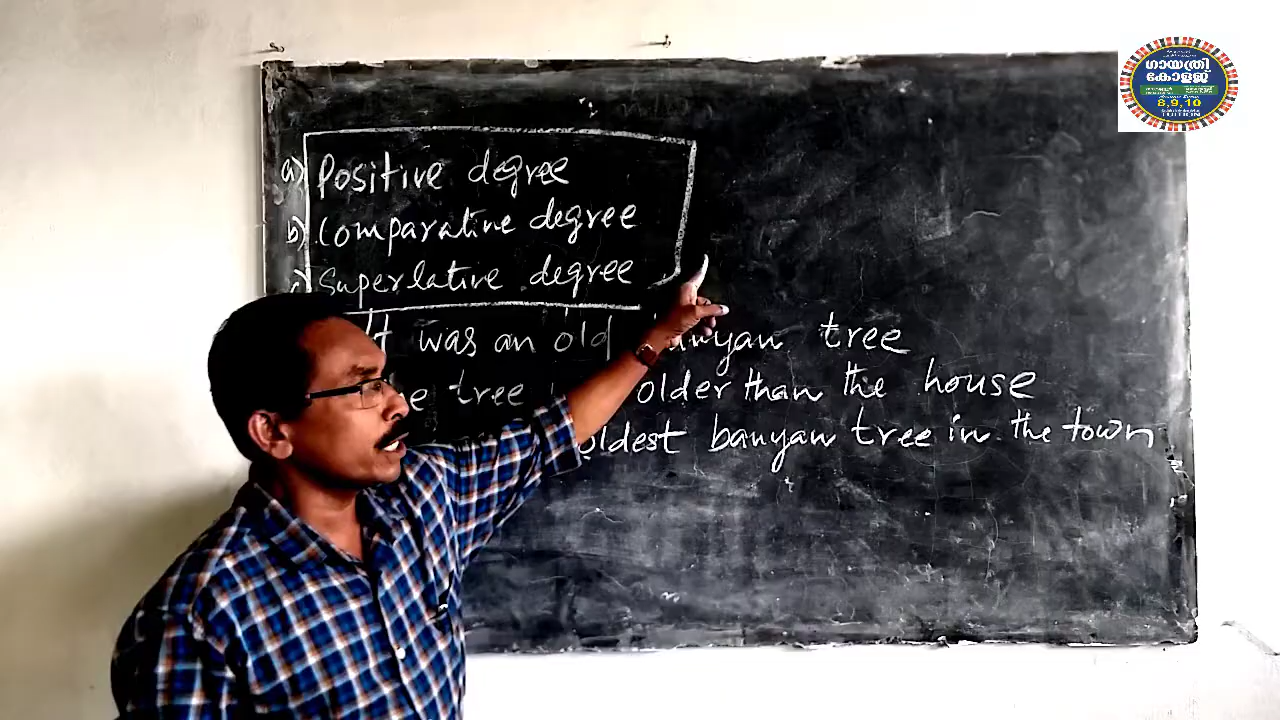 a) Positive degree
b) Comparative degree
Superlative degree
It was an old banyan tree
tree older than the house
oldest banyan tree in the town
ഗായത്രി
കോളേജ്
8,9,10
TUITION